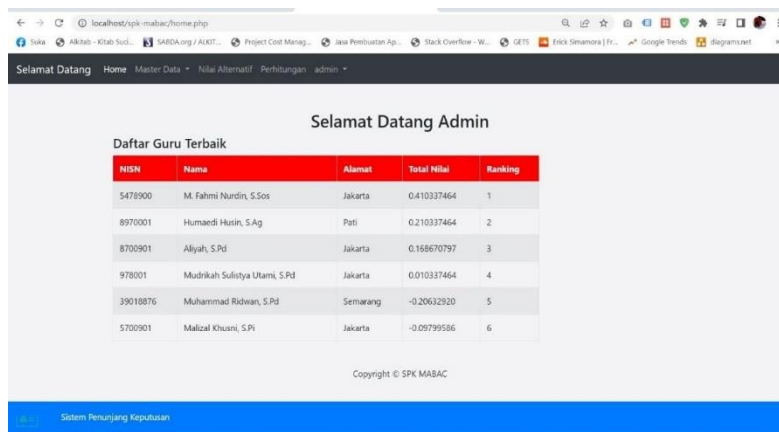 localhost/spk-mabac/home.php
Suka Alkitab - Kitab Suci... SABDA.org / ALKIT... Project Cost Manag... Jasa Pembuatan Ap... Stack Overflow - W... GETS Erick Simamora | Fr... Google Trends diagrams.net
Selamat Datang Home Master Data Nilai Alternatif Perhitungan admin
Selamat Datang Admin
Daftar Guru Terbaik
NISN Nama Alamat Total Nilai Ranking
5478900 M. Fahmi Nurdin, S.Sos Jakarta 0.410337464 1
8970001 Humaedi Husin, S.Ag Pati 0.210337464 2
8700901 Aliyah, S.Pd Jakarta 0.168670797 3
978001 Mudrikah Sulistya Utami, S.Pd Jakarta 0.010337464 4
39018876 Muhammad Ridwan, S.Pd Semarang -0.20632920 5
5700901 Malizal Khusni, S.Pi Jakarta -0.09799586 6
Copyright © SPK MABAC
Sistem Penunjang Keputusan